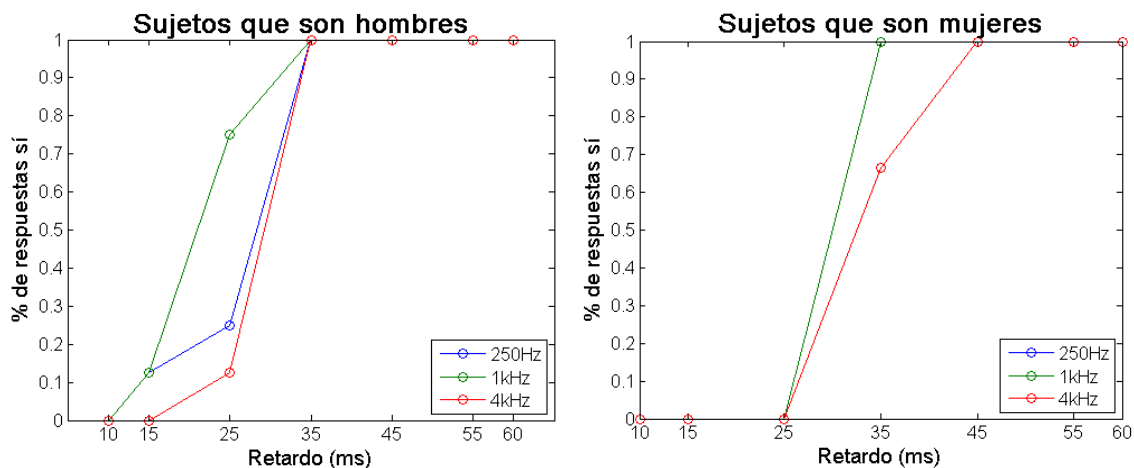 Sujetos que son hombres
% de respuestas sí
1
0.9
0.8
0.7
0.6
0.5
0.4
0.3
0.2
0.1
0
10 15 25 35 45 55 60
Retardo (ms)
250Hz
1kHz
4kHz
Sujetos que son mujeres
% de respuestas sí
1
0.9
0.8
0.7
0.6
0.5
0.4
0.3
0.2
0.1
0
10 15 25 35 45 55 60
Retardo (ms)
250Hz
1kHz
4kHz